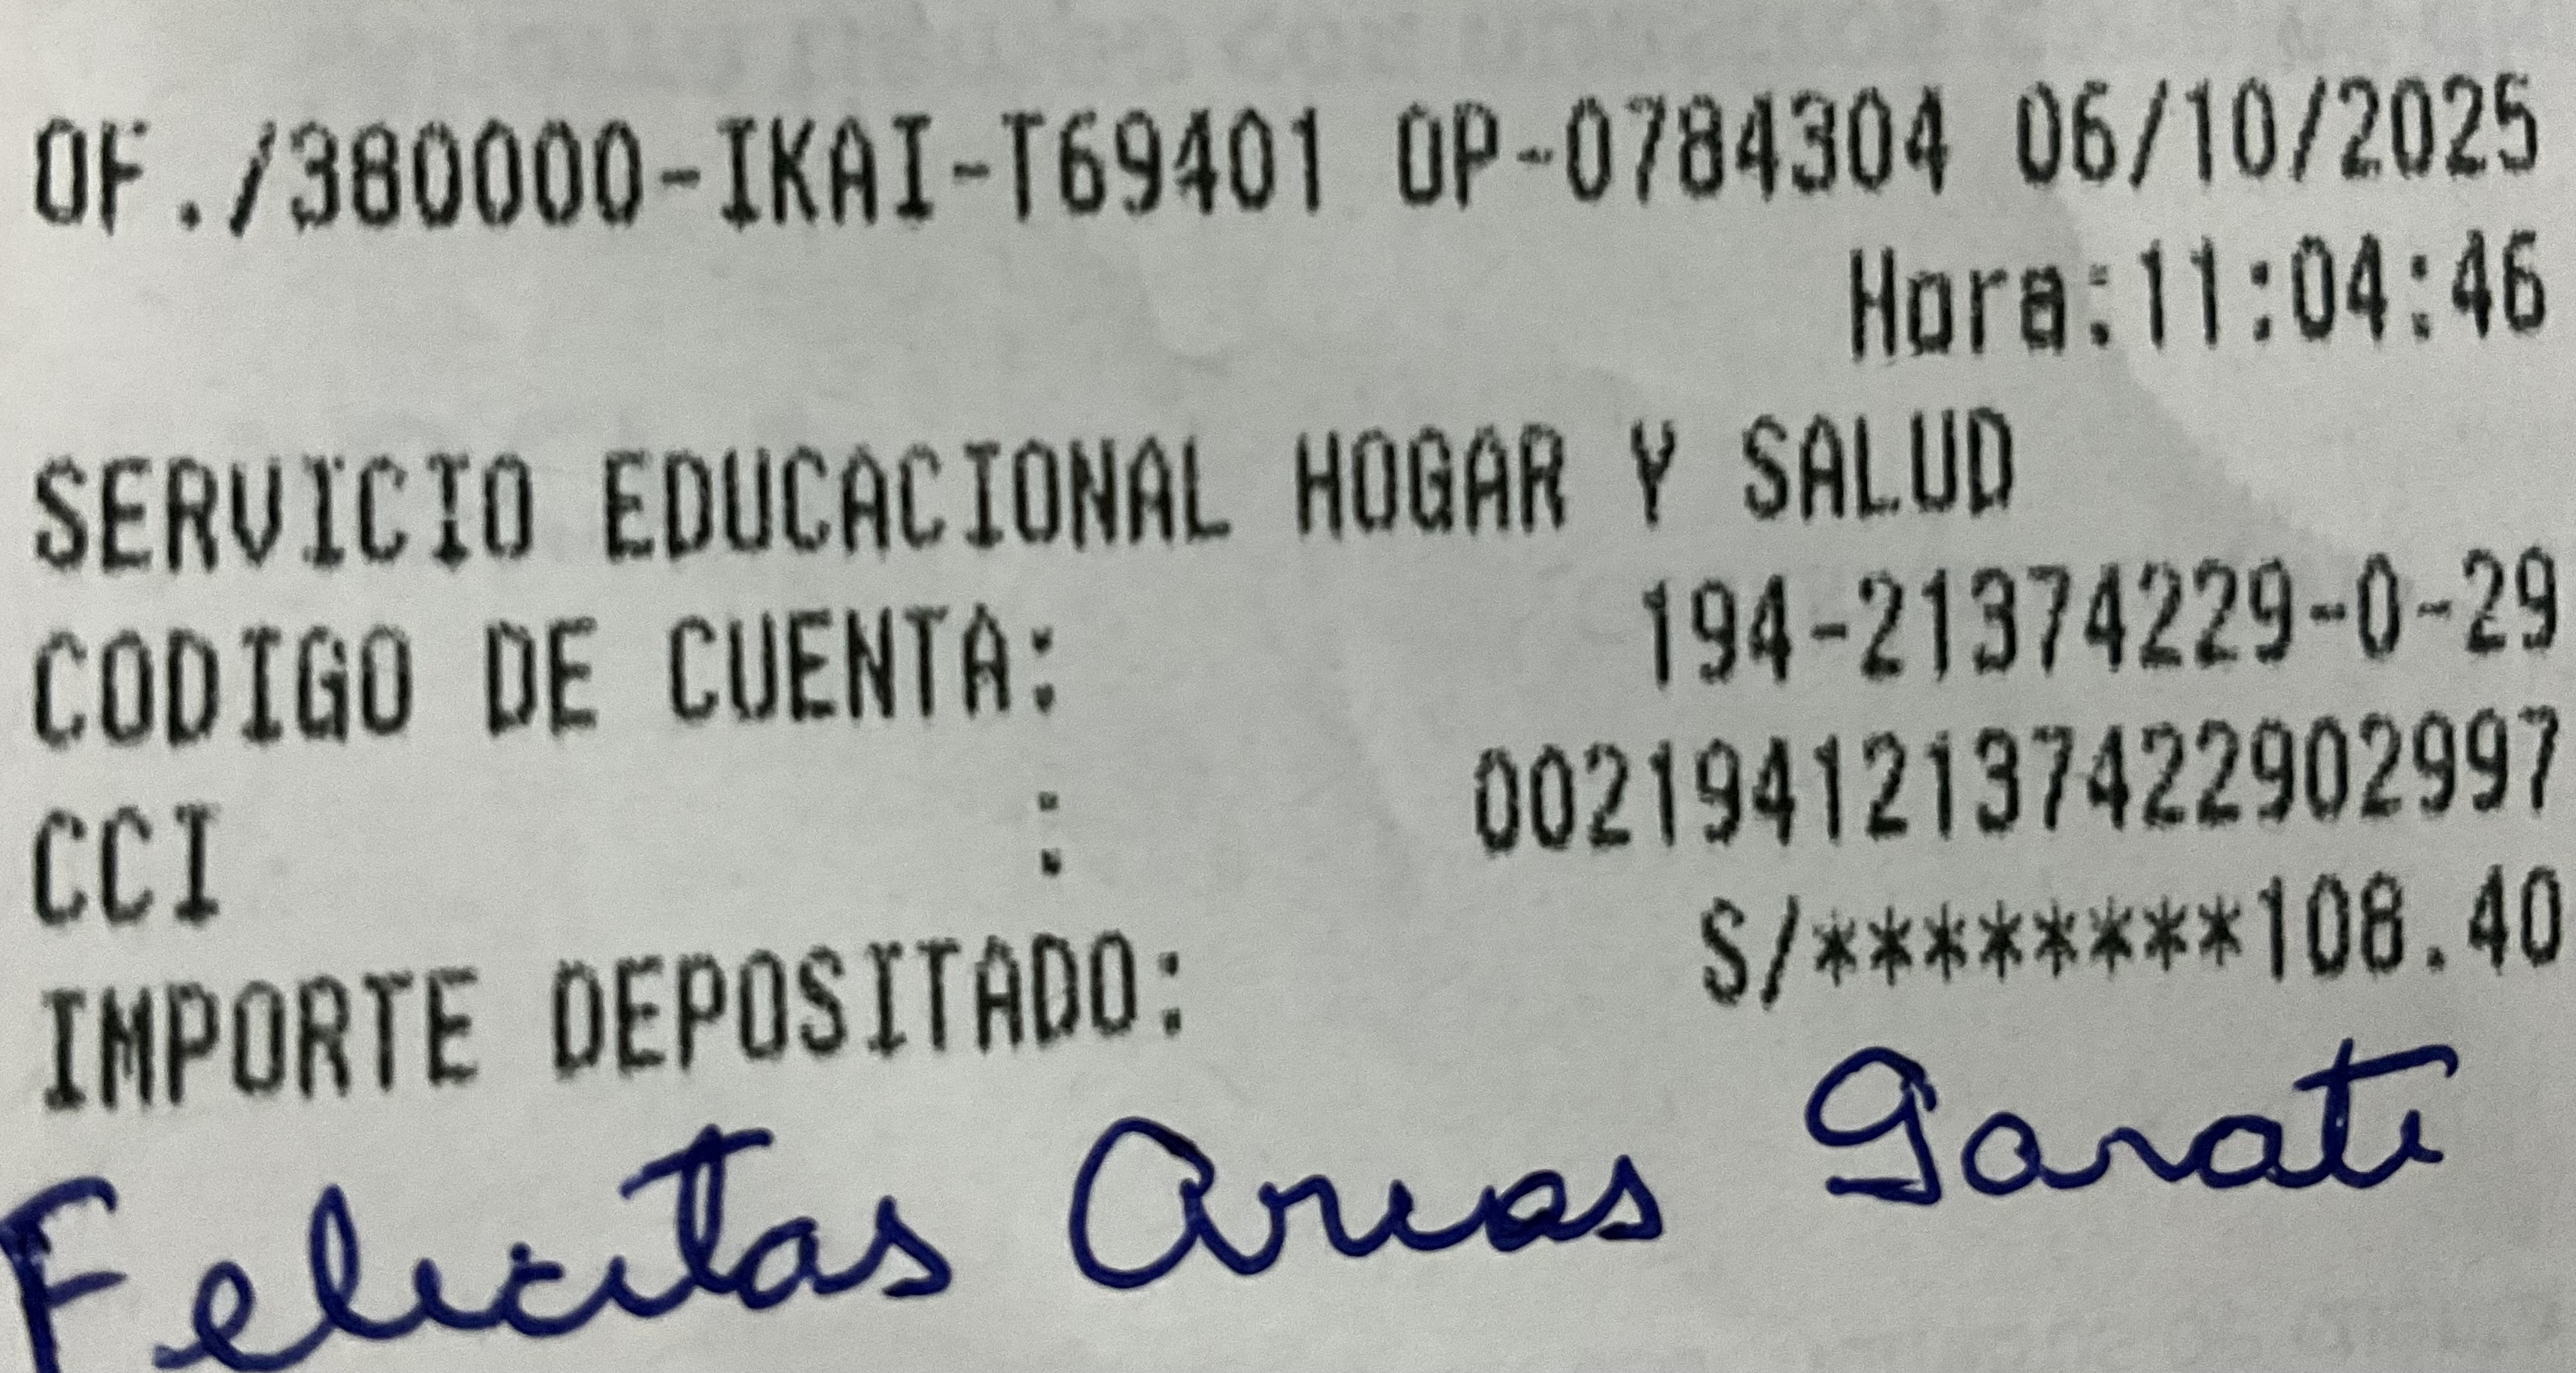 OF./380000-IKAI-T69401 OP-0784304 06/10/2025
Hora:11:04:46
SERVICIO EDUCACIONAL HOGAR Y SALUD
CODIGO DE CUENTA: 194-21374229-0-29
CCI : 00219412137422902997
IMPORTE DEPOSITADO: S/********108.40
Felicitas Arias Garate